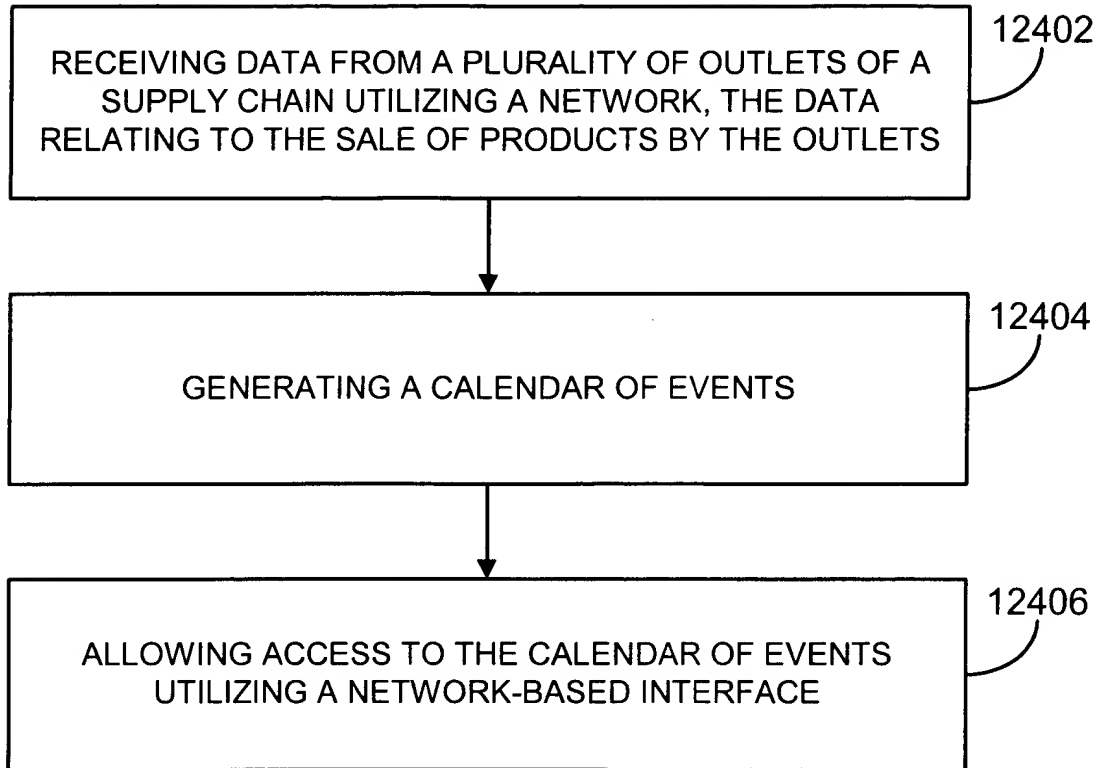 12402
RECEIVING DATA FROM A PLURALITY OF OUTLETS OF A
SUPPLY CHAIN UTILIZING A NETWORK, THE DATA
RELATING TO THE SALE OF PRODUCTS BY THE OUTLETS
12404
GENERATING A CALENDAR OF EVENTS
12406
ALLOWING ACCESS TO THE CALENDAR OF EVENTS
UTILIZING A NETWORK-BASED INTERFACE